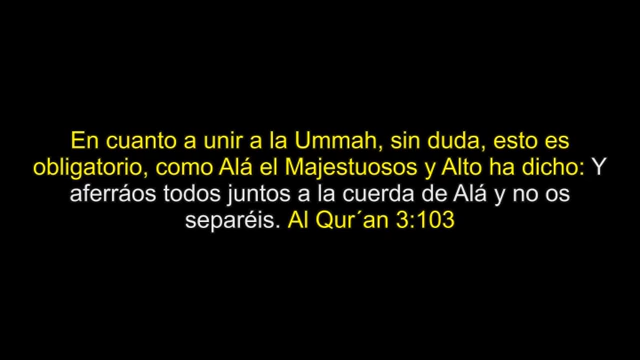 En cuanto a unir a la Ummah, sin duda, esto es
obligatorio, como Alá el Majestuosos y Alto ha dicho: Y
aferráos todos juntos a la cuerda de Alá y no os
separéis. Al Qur´an 3:103